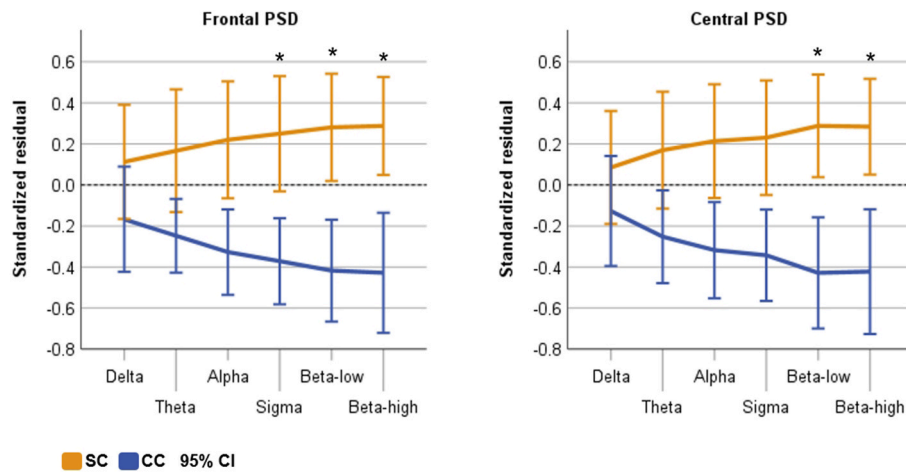 Frontal PSD
Standardized residual
0.6
0.4
0.2
0.0
-0.2
-0.4
-0.6
-0.8
* * *
Delta Alpha Beta-low
Theta Sigma Beta-high
Central PSD
Standardized residual
0.6
0.4
0.2
0.0
-0.2
-0.4
-0.6
-0.8
* *
Delta Alpha Beta-low
Theta Sigma Beta-high
SC CC 95% CI